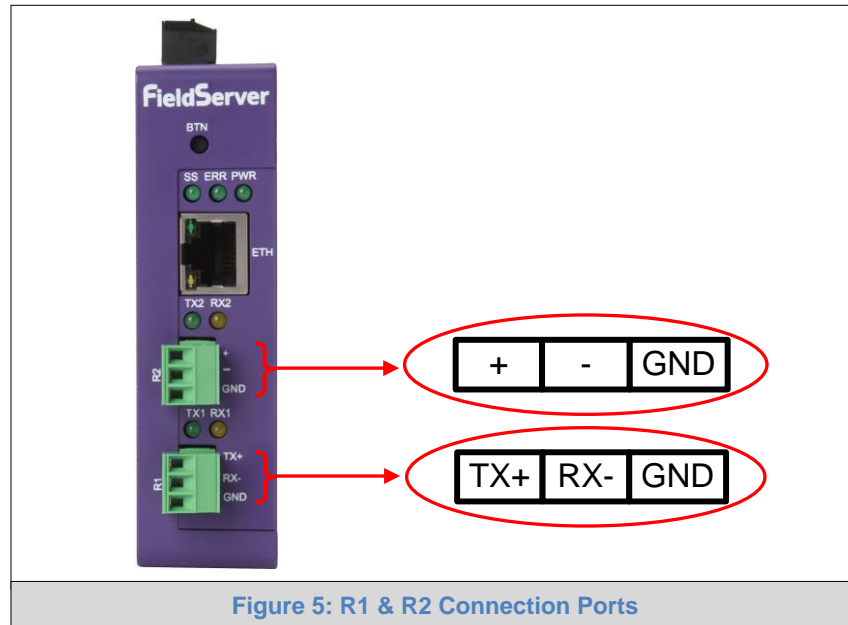 FieldServer
BTN
SS ERR PWR
ETH
TX2 RX2
R2
+
-
GND
+ - GND
TX1 RX1
R1
TX+
RX-
GND
TX+ RX- GND
Figure 5: R1 & R2 Connection Ports